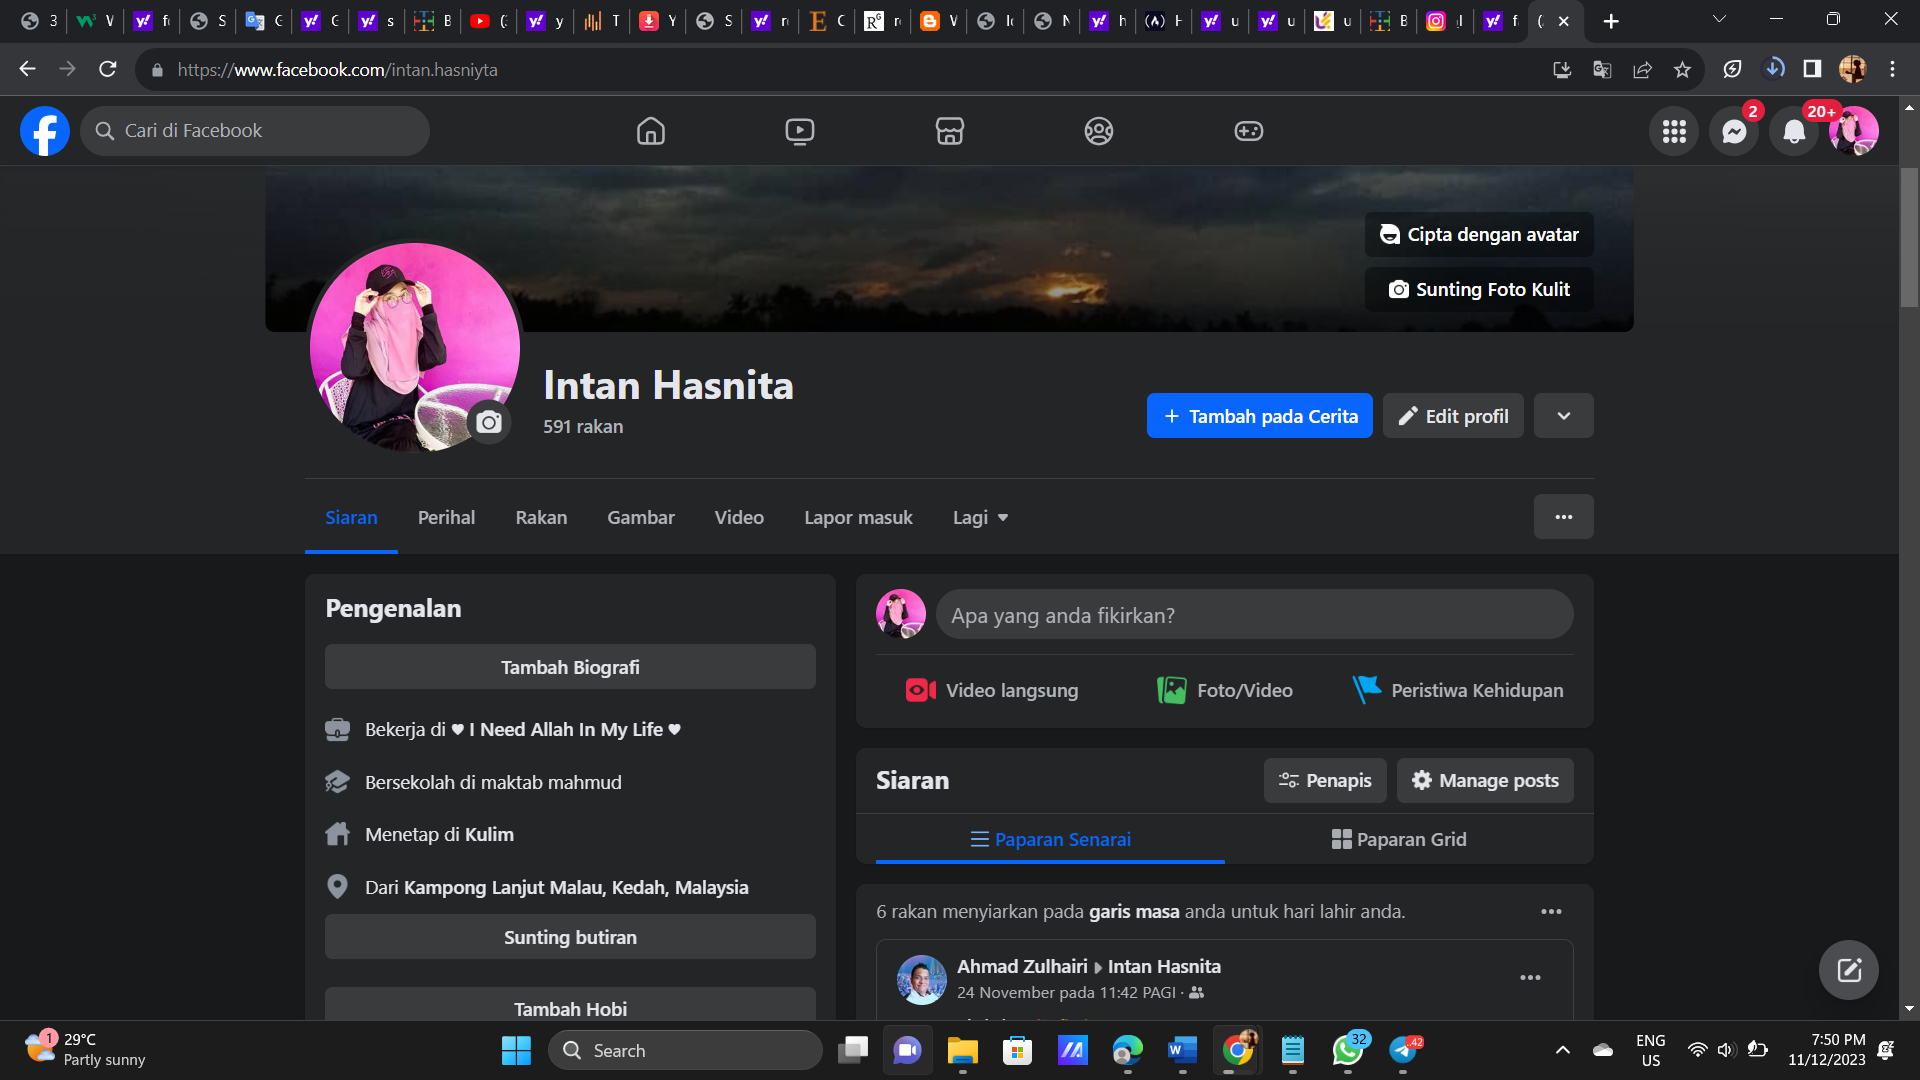 https://www.facebook.com/intan.hasniyta
Cari di Facebook
2
20+
Cipta dengan avatar
Sunting Foto Kulit
Intan Hasnita
591 rakan
+ Tambah pada Cerita
Edit profil
Siaran
Perihal
Rakan
Gambar
Video
Lapor masuk
Lagi
Pengenalan
Tambah Biografi
Bekerja di ♥ I Need Allah In My Life ♥
Bersekolah di maktab mahmud
Menetap di Kulim
Dari Kampong Lanjut Malau, Kedah, Malaysia
Sunting butiran
Tambah Hobi
Apa yang anda fikirkan?
Video langsung
Foto/Video
Peristiwa Kehidupan
Siaran
Penapis
Manage posts
Paparan Senarai
Paparan Grid
6 rakan menyiarkan pada garis masa anda untuk hari lahir anda.
Ahmad Zulhairi ▸ Intan Hasnita
24 November pada 11:42 PAGI ·
1
29°C
Partly sunny
Search
32
42
ENG
US
7:50 PM
11/12/2023